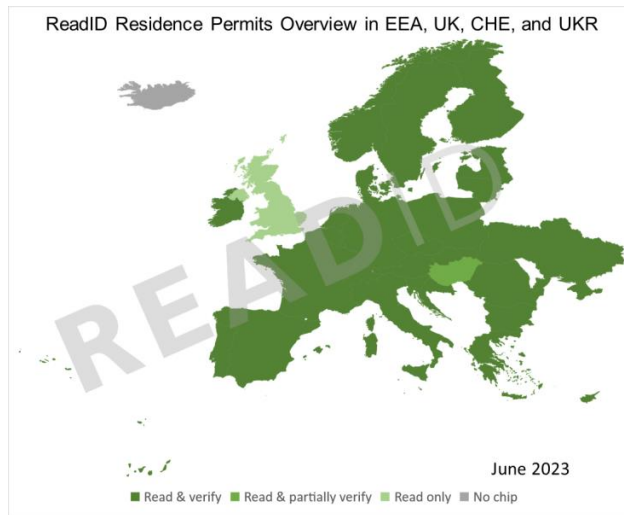 ReadID Residence Permits Overview in EEA, UK, CHE, and UKR
READID
June 2023
Read & verify Read & partially verify Read only No chip